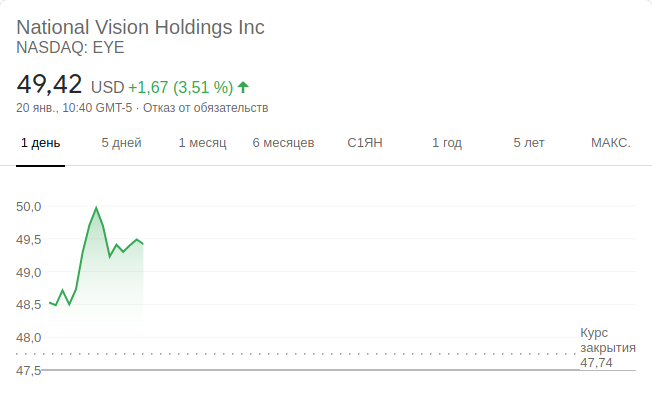 National Vision Holdings Inc
NASDAQ: EYE
49,42 USD +1,67 (3,51 %)
20 янв., 10:40 GMT-5 · Отказ от обязательств
1 день 5 дней 1 месяц 6 месяцев С1ЯН 1 год 5 лет МАКС.
50,0
49,5
49,0
48,5
48,0
Курс
закрытия
47,74
47,5